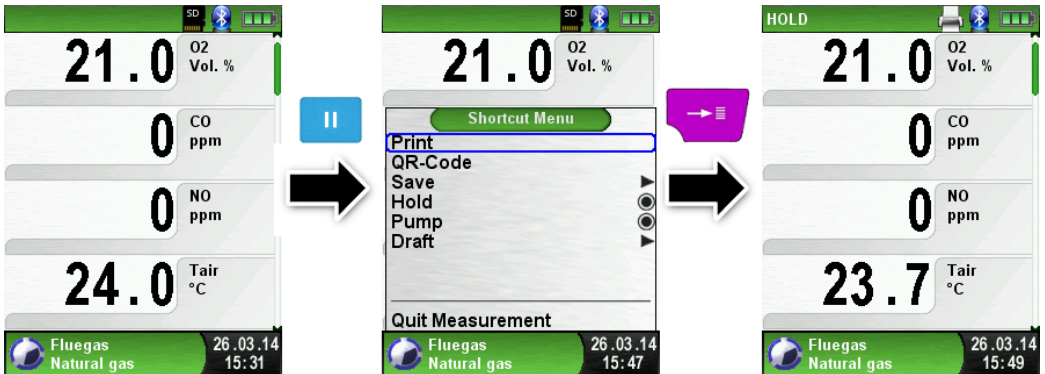 SD
21.0 O2
Vol. %
0 CO
ppm
0 NO
ppm
24.0 Tair
°C
Fluegas 26.03.14
Natural gas 15:31
SD
21.0 O2
Vol. %
Shortcut Menu
Print
QR-Code
Save
Hold
Pump
Draft
Quit Measurement
Fluegas 26.03.14
Natural gas 15:47
HOLD
21.0 O2
Vol. %
0 CO
ppm
0 NO
ppm
23.7 Tair
°C
Fluegas 26.03.14
Natural gas 15:49